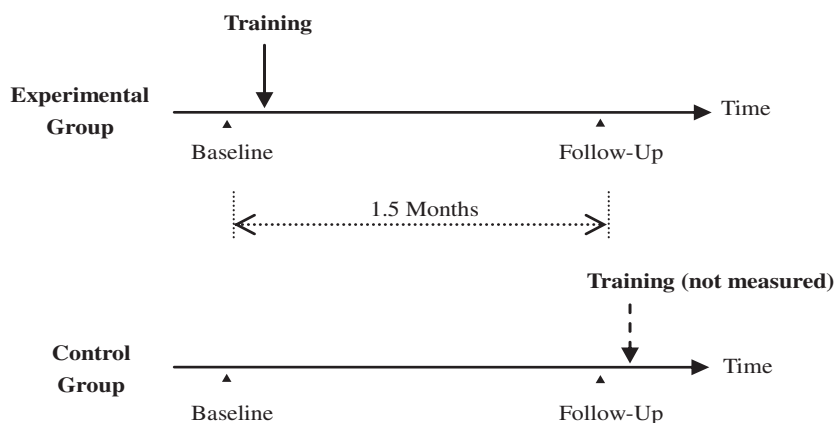 Training
Experimental
Group
Time
Baseline
Follow-Up
1.5 Months
Training (not measured)
Control
Group
Time
Baseline
Follow-Up